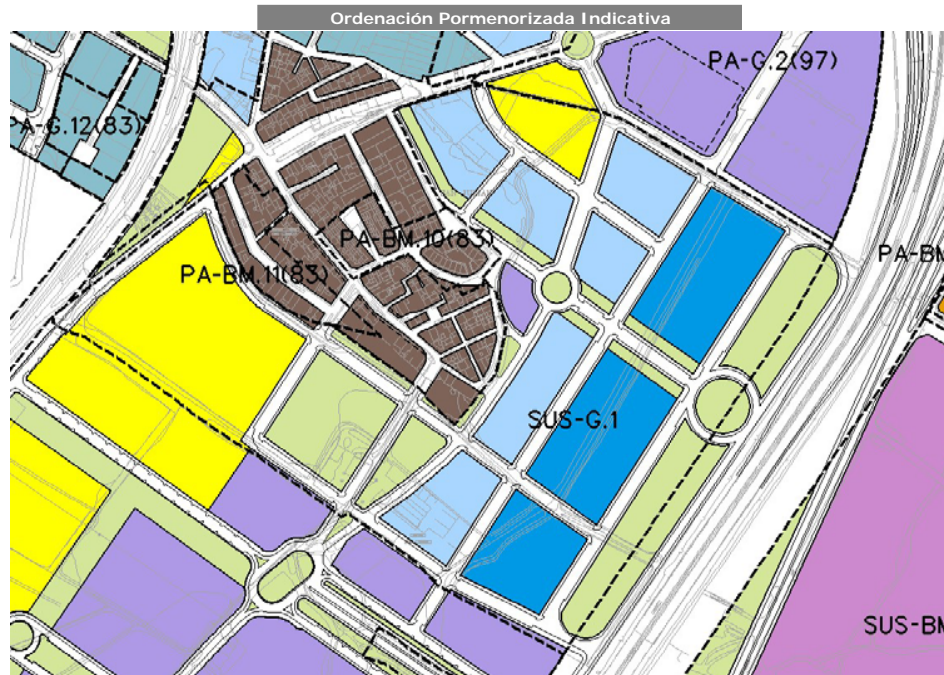 Ordenación Pormenorizada Indicativa
PA-G.2(97)
PA-G.12(83)
PA-BM.10(83)
PA-BM
PA-BM.11(83)
SUS-G.1
SUS-BM